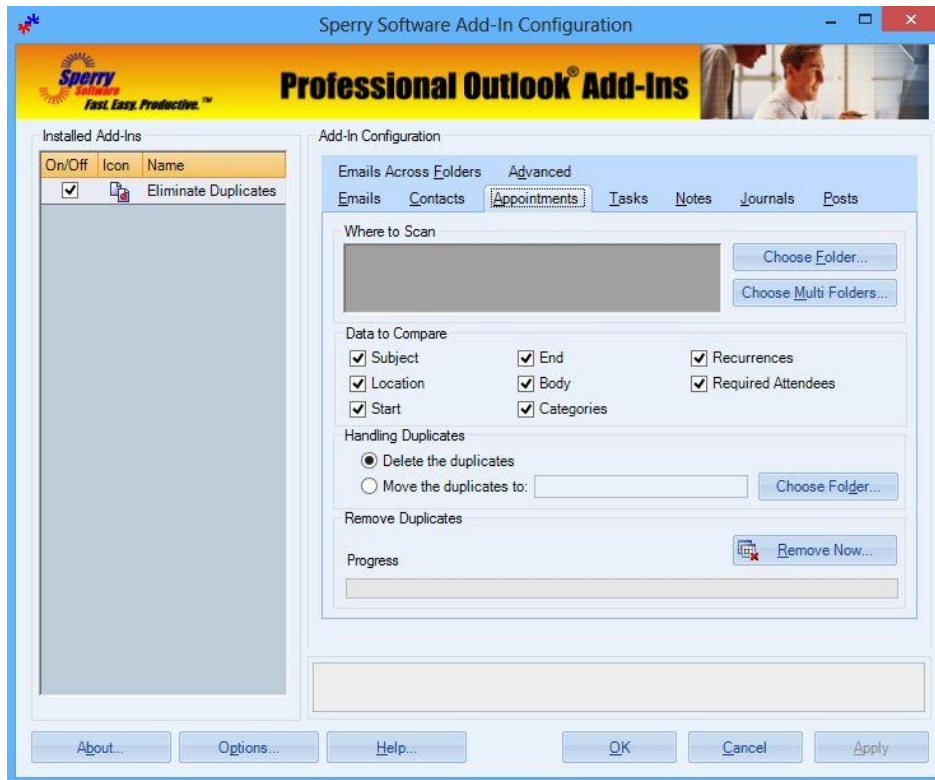 Sperry Software Add-In Configuration
Sperry
Software
Fast. Easy. Productive. ™
Professional Outlook® Add-Ins
Installed Add-Ins
On/Off Icon Name
Eliminate Duplicates
Add-In Configuration
Emails Across Folders Advanced
Emails Contacts Appointments Tasks Notes Journals Posts
Where to Scan
Choose Folder...
Choose Multi Folders...
Data to Compare
Subject End Recurrences
Location Body Required Attendees
Start Categories
Handling Duplicates
Delete the duplicates
Move the duplicates to: Choose Folder...
Remove Duplicates
Remove Now...
Progress
About... Options... Help... OK Cancel Apply